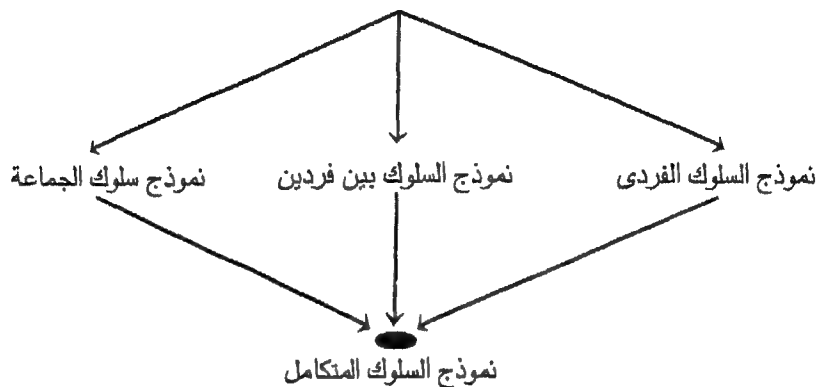 نموذج السلوك الفردى
نموذج السلوك بين فردين
نموذج سلوك الجماعة
نموذج السلوك المتكامل